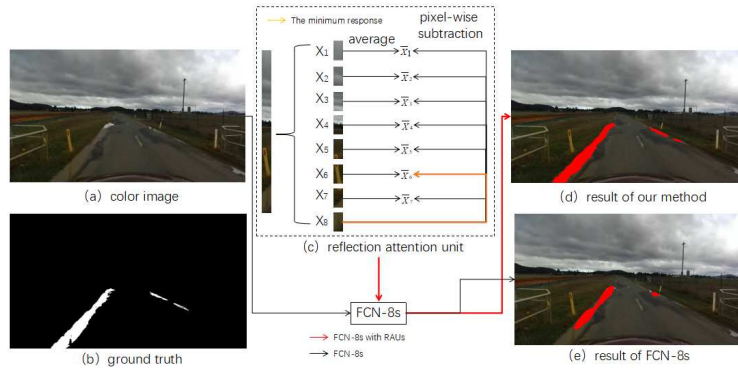 The minimum response
average
pixel-wise
subtraction
X1
X2
X3
X4
X5
X6
X7
X8
x̅1
(a) color image
(b) ground truth
(c) reflection attention unit
FCN-8s
FCN-8s with RAUs
FCN-8s
(d) result of our method
(e) result of FCN-8s